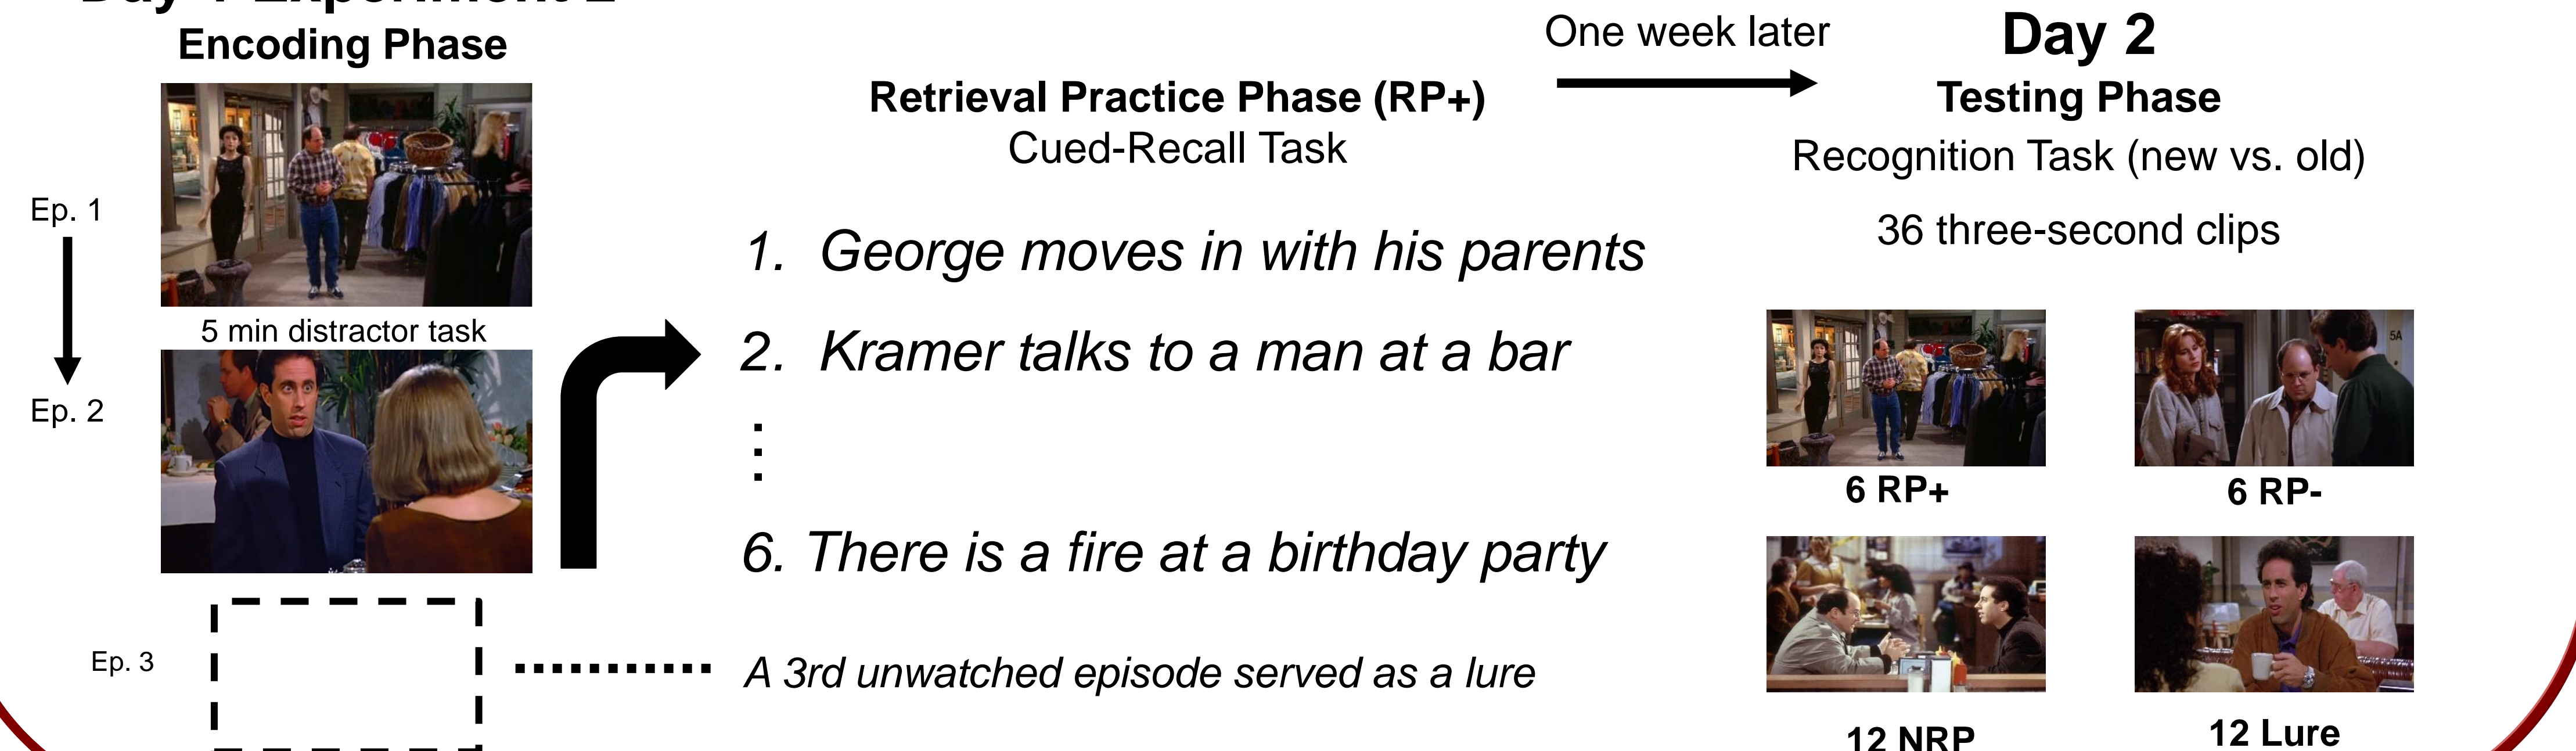 Encoding Phase
Ep. 1
5 min distractor task
Ep. 2
Ep. 3
Retrieval Practice Phase (RP+)
Cued-Recall Task
1. George moves in with his parents
2. Kramer talks to a man at a bar
6. There is a fire at a birthday party
A 3rd unwatched episode served as a lure
One week later
Day 2
Testing Phase
Recognition Task (new vs. old)
36 three-second clips
5A
6 RP+
6 RP-
12 NRP
12 Lure